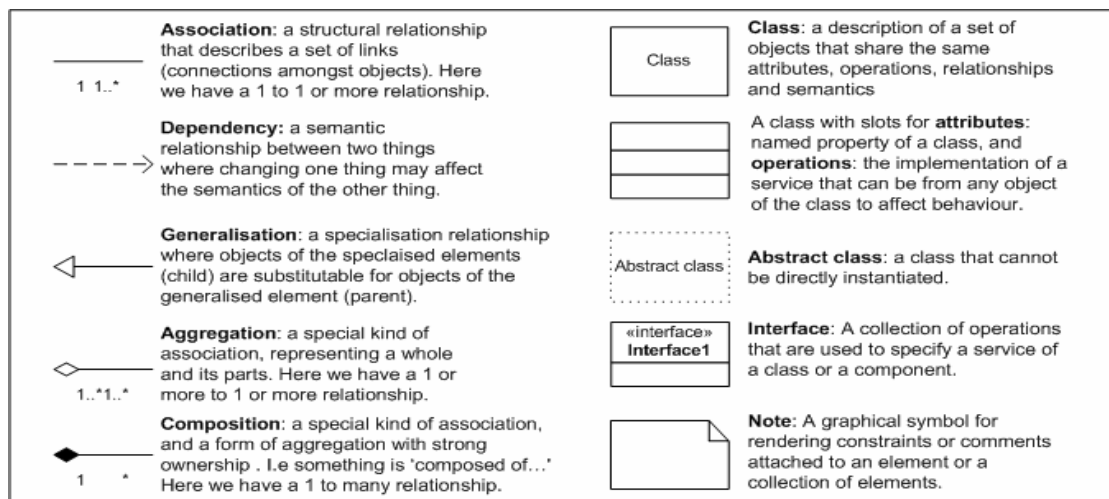 Association: a structural relationship
that describes a set of links
(connections amongst objects). Here
we have a 1 to 1 or more relationship.
1 1..*
Dependency: a semantic
relationship between two things
where changing one thing may affect
the semantics of the other thing.
Generalisation: a specialisation relationship
where objects of the speclaised elements
(child) are substitutable for objects of the
generalised element (parent).
Aggregation: a special kind of
association, representing a whole
and its parts. Here we have a 1 or
more to 1 or more relationship.
1..*1..*
Composition: a special kind of association,
and a form of aggregation with strong
ownership . I.e something is 'composed of...'
Here we have a 1 to many relationship.
1 *
Class
Class: a description of a set of
objects that share the same
attributes, operations, relationships
and semantics
A class with slots for attributes:
named property of a class, and
operations: the implementation of a
service that can be from any object
of the class to affect behaviour.
Abstract class
Abstract class: a class that cannot
be directly instantiated.
«interface»
Interface1
Interface: A collection of operations
that are used to specify a service of
a class or a component.
Note: A graphical symbol for
rendering constraints or comments
attached to an element or a
collection of elements.